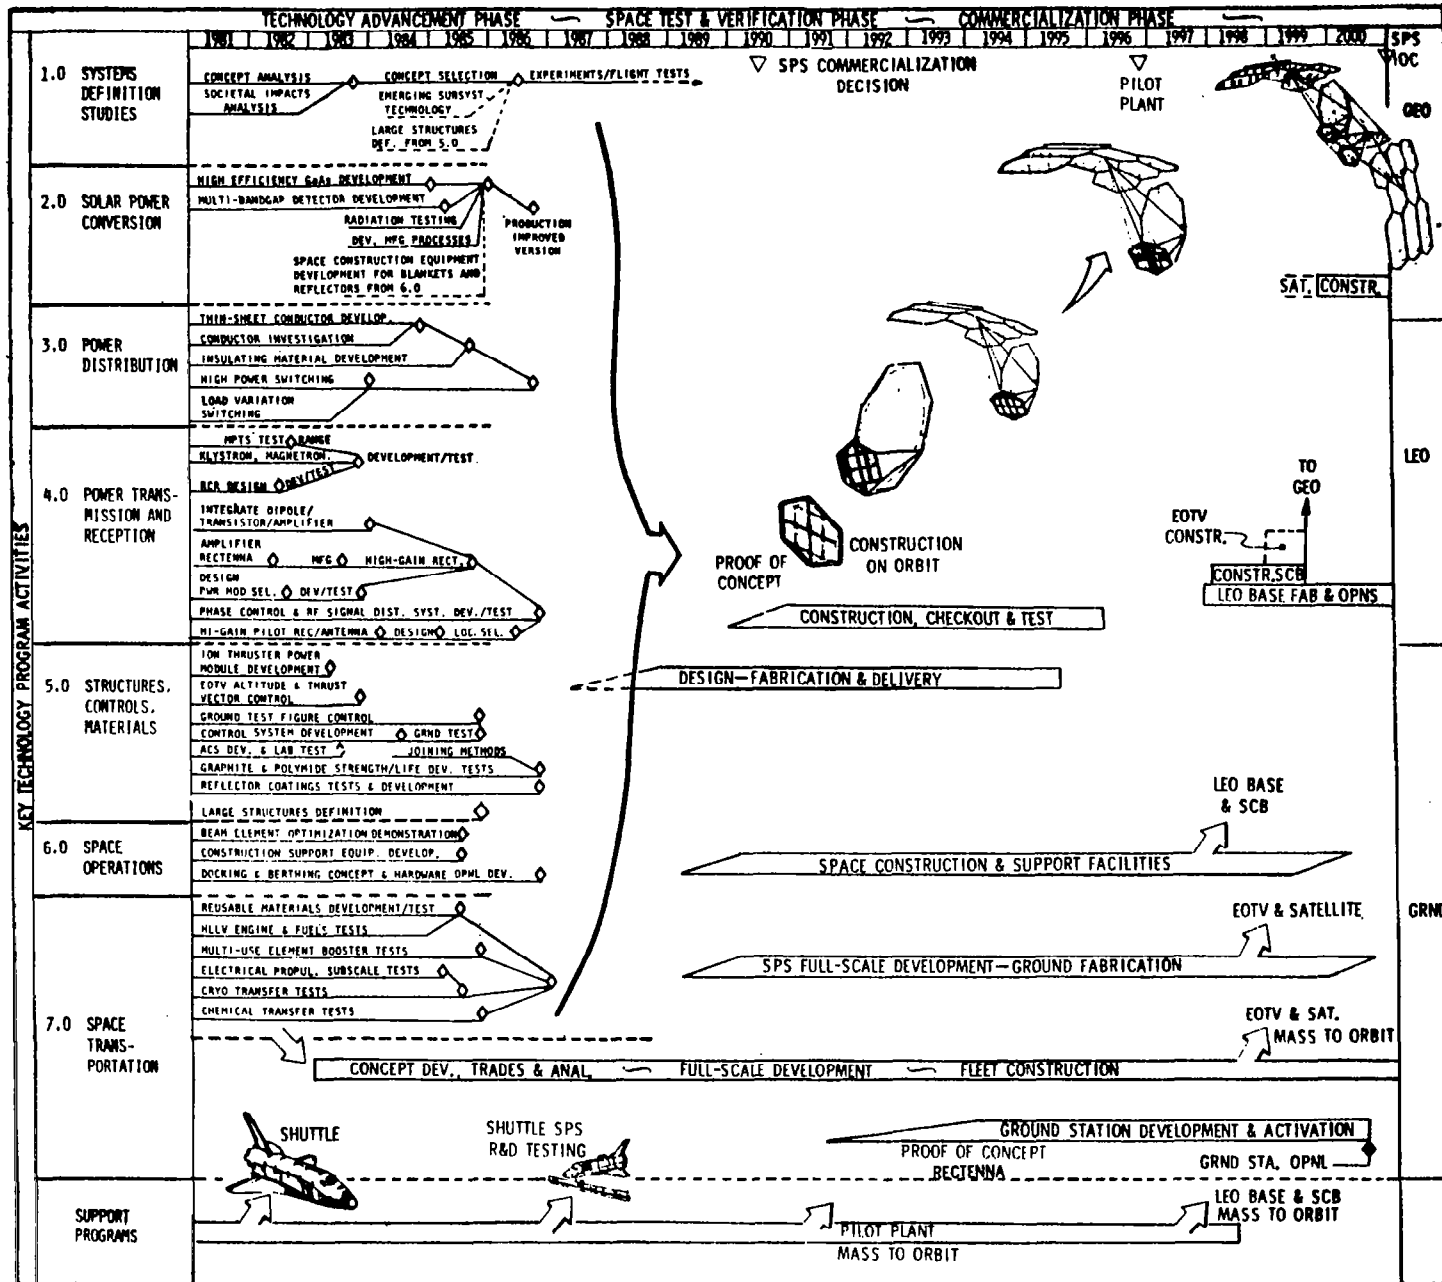 TECHNOLOGY ADVANCEMENT PHASE — SPACE TEST & VERIFICATION PHASE — COMMERCIALIZATION PHASE —
1981 1982 1983 1984 1985 1986 1987 1988 1989 1990 1991 1992 1993 1994 1995 1996 1997 1998 1999 2000 SPS
IOC
KEY TECHNOLOGY PROGRAM ACTIVITIES
1.0 SYSTEMS
DEFINITION
STUDIES
CONCEPT ANALYSIS
SOCIETAL IMPACTS
ANALYSIS
CONCEPT SELECTION
EMERGING SUBSYST
TECHNOLOGY
LARGE STRUCTURES
DEF. FROM 5.0
EXPERIMENTS/FLIGHT TESTS
SPS COMMERCIALIZATION
DECISION
PILOT
PLANT
GEO
2.0 SOLAR POWER
CONVERSION
HIGH EFFICIENCY GaAs DEVELOPMENT
MULTI-BANDGAP DETECTOR DEVELOPMENT
RADIATION TESTING
DEV. MFG PROCESSES
SPACE CONSTRUCTION EQUIPMENT
DEVELOPMENT FOR BLANKETS AND
REFLECTORS FROM 6.0
PRODUCTION
IMPROVED
VERSION
SAT. CONSTR.
3.0 POWER
DISTRIBUTION
THIN-SHEET CONDUCTOR DEVELOP.
CONDUCTOR INVESTIGATION
INSULATING MATERIAL DEVELOPMENT
HIGH POWER SWITCHING
LOAD VARIATION
SWITCHING
LEO
4.0 POWER TRANS-
MISSION AND
RECEPTION
MPTS TEST RANGE
KLYSTRON, MAGNETRON. DEVELOPMENT/TEST
RCR DESIGN DEV/TEST
INTEGRATE DIPOLE/
TRANSISTOR/AMPLIFIER
AMPLIFIER
RECTENNA MFG HIGH-GAIN RECT.
DESIGN
PWR MOD SEL. DEV/TEST
PHASE CONTROL & RF SIGNAL DIST. SYST. DEV./TEST
HI-GAIN PILOT REC/ANTENNA DESIGN LOC. SEL.
PROOF OF
CONCEPT
CONSTRUCTION
ON ORBIT
TO
GEO
EOTV
CONSTR.
CONSTR. SCB
LEO BASE FAB & OPNS
CONSTRUCTION, CHECKOUT & TEST
5.0 STRUCTURES,
CONTROLS,
MATERIALS
ION THRUSTER POWER
MODULE DEVELOPMENT
EOTV ALTITUDE & THRUST
VECTOR CONTROL
GROUND TEST FIGURE CONTROL
CONTROL SYSTEM DEVELOPMENT GRND TEST
ACS DEV. & LAB TEST JOINING METHODS
GRAPHITE & POLYMIDE STRENGTH/LIFE DEV. TESTS
REFLECTOR COATINGS TESTS & DEVELOPMENT
LARGE STRUCTURES DEFINITION
DESIGN—FABRICATION & DELIVERY
LEO BASE
& SCB
6.0 SPACE
OPERATIONS
BEAM ELEMENT OPTIMIZATION DEMONSTRATION
CONSTRUCTION SUPPORT EQUIP. DEVELOP.
DOCKING & BERTHING CONCEPT & HARDWARE OPNL DEV.
SPACE CONSTRUCTION & SUPPORT FACILITIES
7.0 SPACE
TRANS-
PORTATION
REUSABLE MATERIALS DEVELOPMENT/TEST
HLLV ENGINE & FUELS TESTS
MULTI-USE ELEMENT BOOSTER TESTS
ELECTRICAL PROPUL. SUBSCALE TESTS
CRYO TRANSFER TESTS
CHEMICAL TRANSFER TESTS
EOTV & SATELLITE
GRND
SPS FULL-SCALE DEVELOPMENT—GROUND FABRICATION
EOTV & SAT.
MASS TO ORBIT
CONCEPT DEV., TRADES & ANAL. — FULL-SCALE DEVELOPMENT — FLEET CONSTRUCTION
SHUTTLE
SHUTTLE SPS
R&D TESTING
GROUND STATION DEVELOPMENT & ACTIVATION
PROOF OF CONCEPT
RECTENNA
GRND STA. OPNL
SUPPORT
PROGRAMS
LEO BASE & SCB
MASS TO ORBIT
PILOT PLANT
MASS TO ORBIT